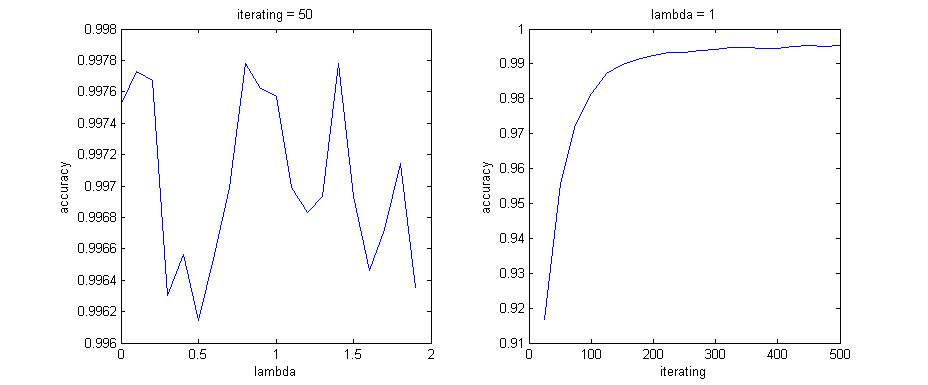 iterating = 50
0.998
0.9978
0.9976
0.9974
0.9972
0.997
0.9968
0.9966
0.9964
0.9962
0.996
accuracy
0 0.5 1 1.5 2
lambda
lambda = 1
1
0.99
0.98
0.97
0.96
0.95
0.94
0.93
0.92
0.91
accuracy
0 100 200 300 400 500
iterating